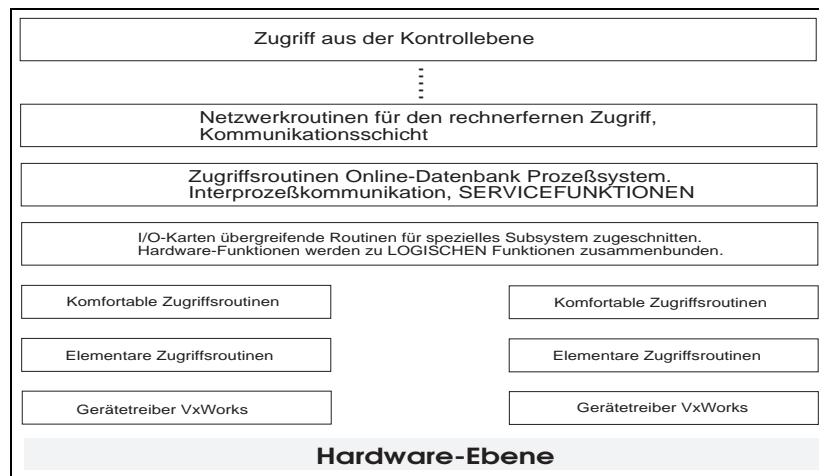 Zugriff aus der Kontrollebene
Netzwerkroutinen für den rechnerfernen Zugriff,
Kommunikationsschicht
Zugriffsroutinen Online-Datenbank Prozeßsystem.
Interprozeßkommunikation, SERVICEFUNKTIONEN
I/O-Karten übergreifende Routinen für spezielles Subsystem zugeschnitten.
Hardware-Funktionen werden zu LOGISCHEN Funktionen zusammenbunden.
Komfortable Zugriffsroutinen
Komfortable Zugriffsroutinen
Elementare Zugriffsroutinen
Elementare Zugriffsroutinen
Gerätetreiber VxWorks
Gerätetreiber VxWorks
Hardware-Ebene